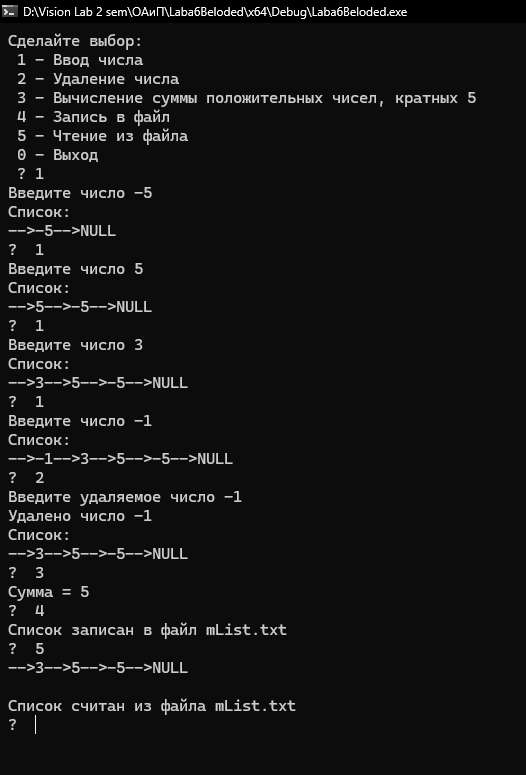 D:\Vision Lab 2 sem\ОАиП\Laba6Beloded\x64\Debug\Laba6Beloded.exe
Сделайте выбор:
1 - Ввод числа
2 - Удаление числа
3 - Вычисление суммы положительных чисел, кратных 5
4 - Запись в файл
5 - Чтение из файла
0 - Выход
? 1
Введите число -5
Список:
-->-5-->NULL
?  1
Введите число 5
Список:
-->5-->-5-->NULL
?  1
Введите число 3
Список:
-->3-->5-->-5-->NULL
?  1
Введите число -1
Список:
-->-1-->3-->5-->-5-->NULL
?  2
Введите удаляемое число -1
Удалено число -1
Список:
-->3-->5-->-5-->NULL
?  3
Сумма = 5
?  4
Список записан в файл mList.txt
?  5
-->3-->5-->-5-->NULL
Список считан из файла mList.txt
?